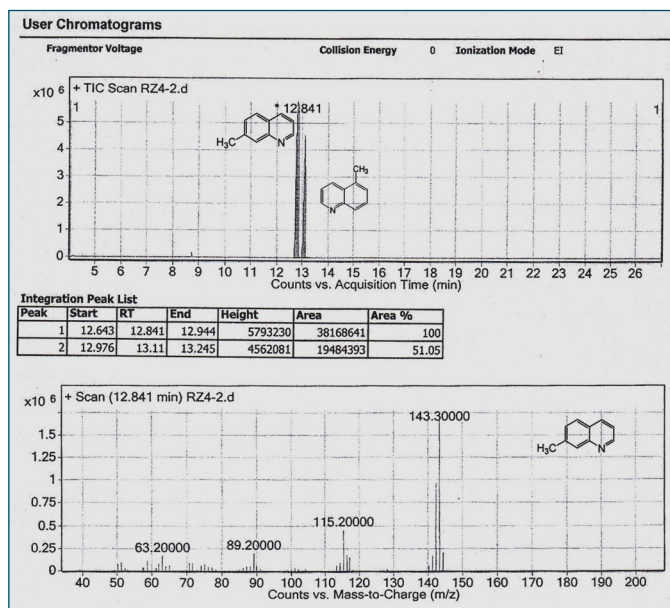 User Chromatograms
Fragmentor Voltage Collision Energy 0 Ionization Mode EI
x10 6 + TIC Scan RZ4-2.d
1 * 12.841 1
5
4
3
2
1
0
H₃C N
CH₃
N
5 6 7 8 9 10 11 12 13 14 15 16 17 18 19 20 21 22 23 24 25 26
Counts vs. Acquisition Time (min)
Integration Peak List
Peak Start RT End Height Area Area %
1 12.643 12.841 12.944 5793230 38168641 100
2 12.976 13.11 13.245 4562081 19484393 51.05
x10 6 + Scan (12.841 min) RZ4-2.d
143.30000
1.5
1.25
1
0.75
0.5
0.25
0
H₃C N
115.20000
89.20000
63.20000
40 50 60 70 80 90 100 110 120 130 140 150 160 170 180 190 200
Counts vs. Mass-to-Charge (m/z)